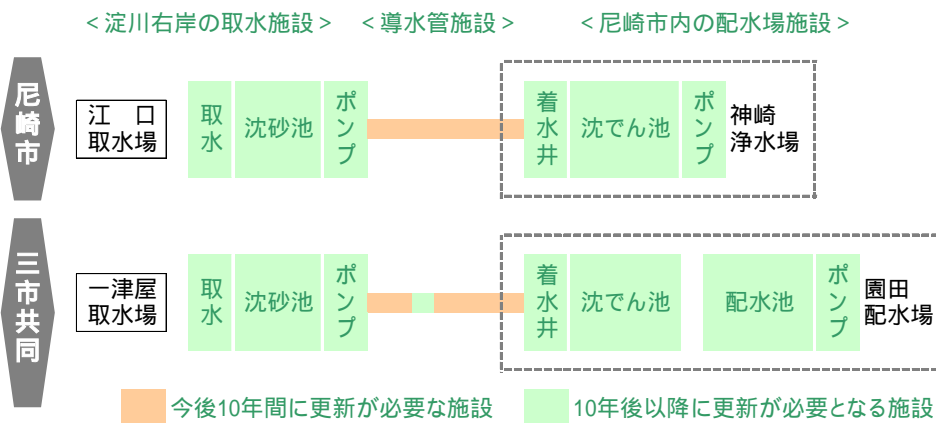 <淀川右岸の取水施設> <導水管施設> <尼崎市内の配水場施設>
尼崎市
江　口
取水場
取水
沈砂池
ポンプ
着水井
沈でん池
ポンプ
神崎
浄水場
三市共同
一津屋
取水場
取水
沈砂池
ポンプ
着水井
沈でん池
配水池
ポンプ
園田
配水場
今後10年間に更新が必要な施設
10年後以降に更新が必要となる施設